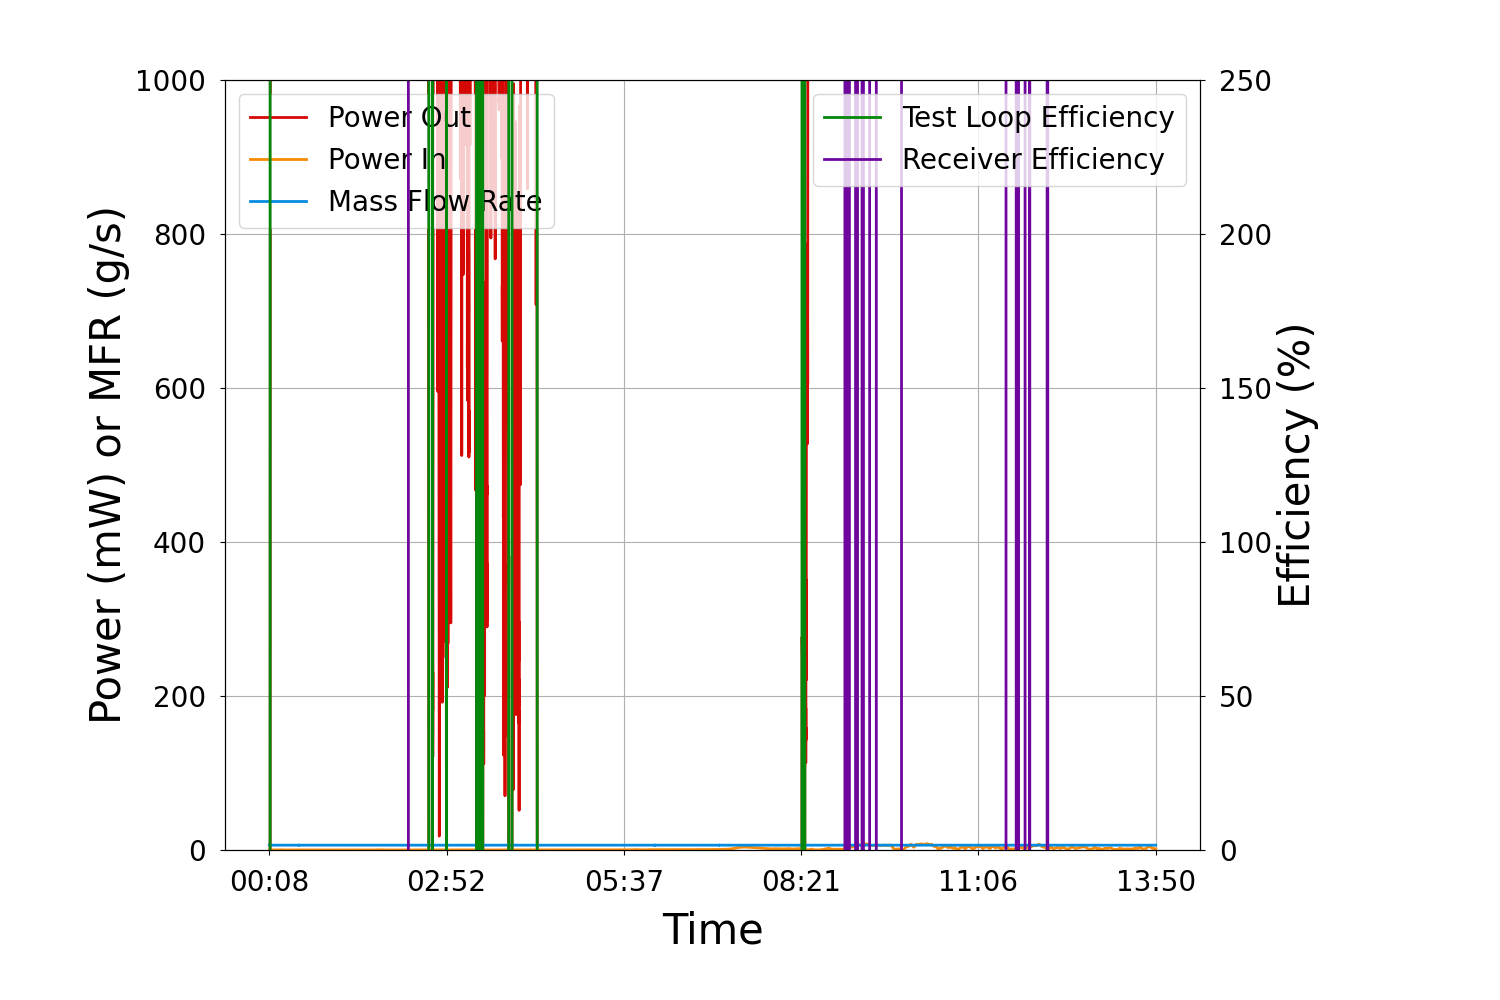 1000
800
600
400
200
0
Power (mW) or MFR (g/s)
Power Out
Power In
Mass Flow Rate
Test Loop Efficiency
Receiver Efficiency
250
200
150
100
50
0
Efficiency (%)
00:08 02:52 05:37 08:21 11:06 13:50
Time